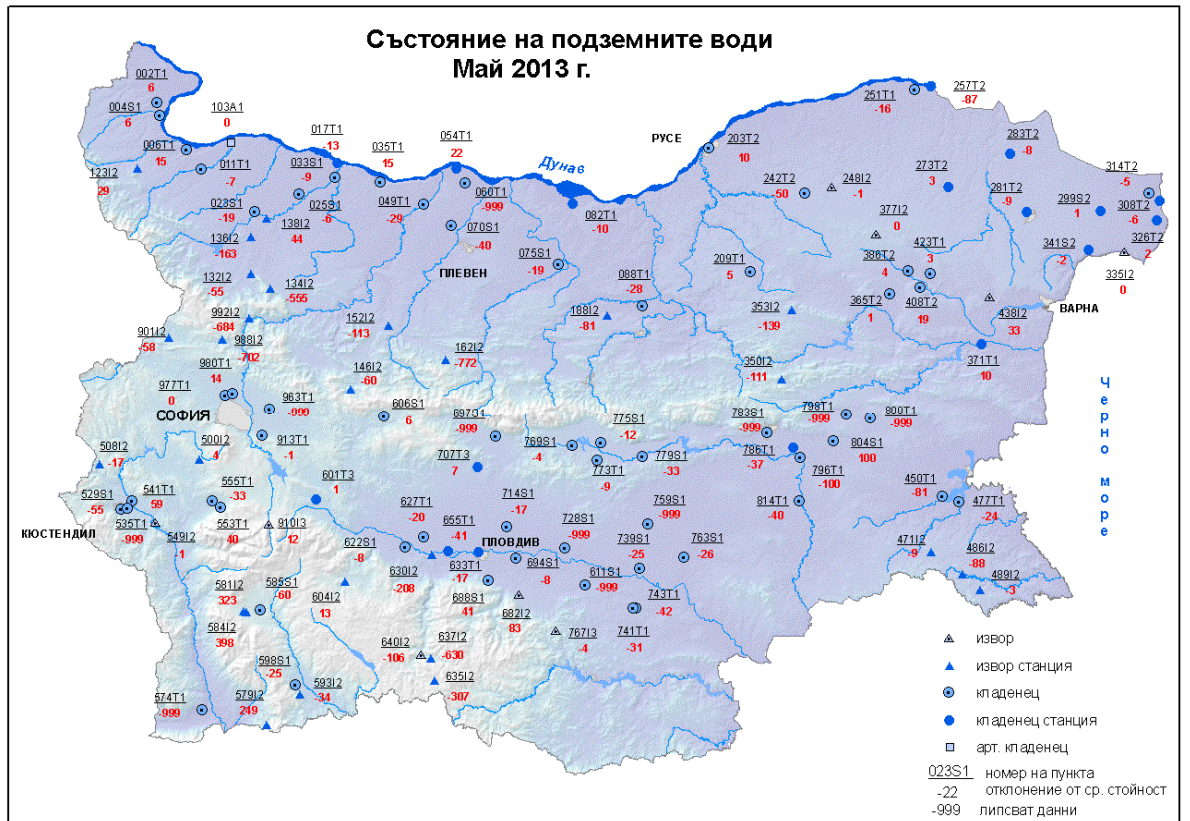 Състояние на подземните води
Май 2013 г.
002T1
6
004S1
6
103A1
0
006T1
15
011T1
-7
123I2
29
017T1
-13
033S1
-9
035T1
15
054T1
22
Дунав
РУСЕ
203T2
10
251T1
-16
257T2
-87
283T2
-8
273T2
3
281T2
-9
299S2
1
314T2
-5
308T2
-6
326T2
2
341S2
-2
335I2
0
023S1
-19
025S1
-6
138I2
44
136I2
-163
049T1
-29
060T1
-999
070S1
-40
082T1
-10
075S1
-19
ПЛЕВЕН
088T1
-28
209T1
5
242T2
-50
248I2
-1
377I2
0
386T2
4
423T1
3
365T2
1
408T2
19
438I2
33
ВАРНА
371T1
10
132I2
-55
134I2
-555
992I2
-684
988I2
-702
901I2
-58
152I2
-113
162I2
-772
188I2
-81
353I2
-139
350I2
-111
146I2
-60
980T1
14
977T1
0
СОФИЯ
963T1
-999
913T1
-1
606S1
6
697S1
-999
707T3
7
769S1
-4
775S1
-12
773T1
-9
779S1
-33
783S1
-999
798T1
-999
800T1
-999
804S1
100
786T1
-37
796T1
-100
814T1
-40
Черно море
508I2
-17
500I2
4
529S1
-55
541T1
59
535T1
-999
КЮСТЕНДИЛ
549I2
1
555T1
-33
553T1
40
910I3
12
601T3
1
627T1
-20
622S1
-8
655T1
-41
630I2
-208
714S1
-17
ПЛОВДИВ
633T1
-17
728S1
-999
694S1
-8
688S1
41
682I2
83
759S1
-999
739S1
-25
763S1
-26
611S1
-999
743T1
-42
741T1
-31
767I3
-4
450T1
-81
477T1
-24
471I2
-9
486I2
-88
489I2
3
581I2
323
585S1
-60
604I2
13
584I2
398
640I2
-106
637I2
-630
635I2
-307
598S1
-25
593I2
-34
579I2
249
574T1
-999
извор
извор станция
кладенец
кладенец станция
арт. кладенец
023S1 номер на пункта
-22 отклонение от ср. стойност
-999 липсват данни